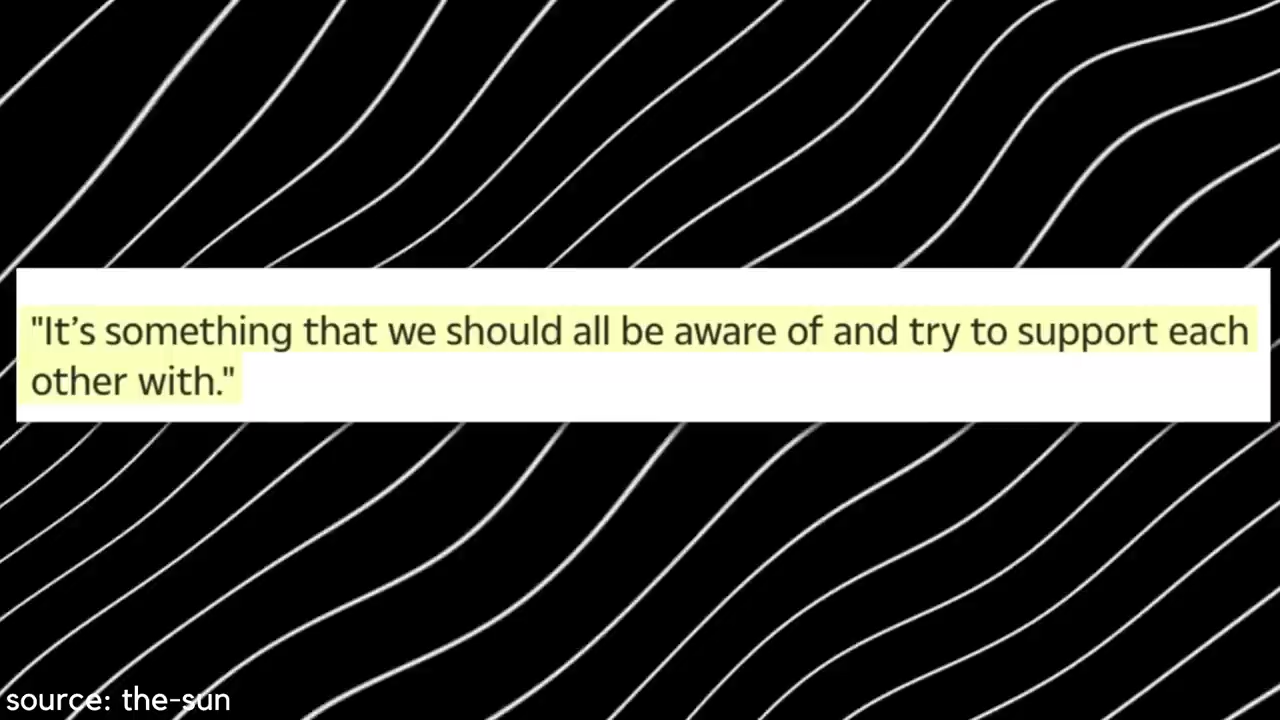 "It’s something that we should all be aware of and try to support each
other with."
source: the-sun